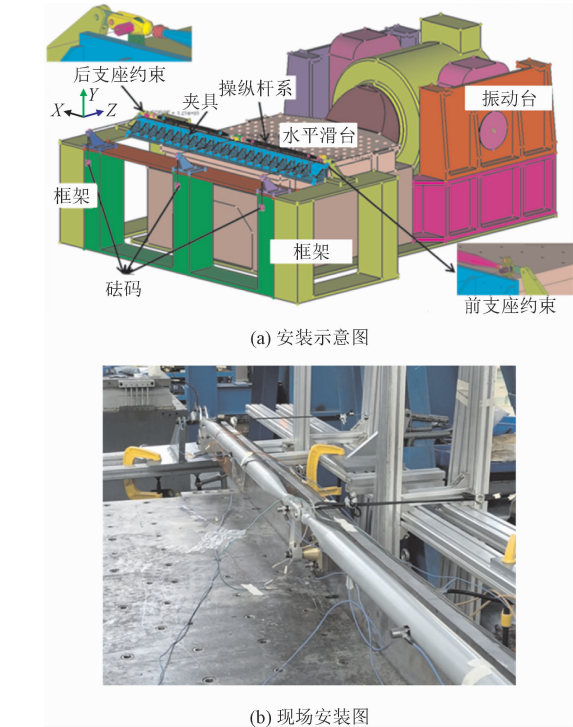 后支座约束
操纵杆系
夹具
Y
X
Z
水平滑台
振动台
框架
框架
砝码
前支座约束
(a) 安装示意图
(b) 现场安装图